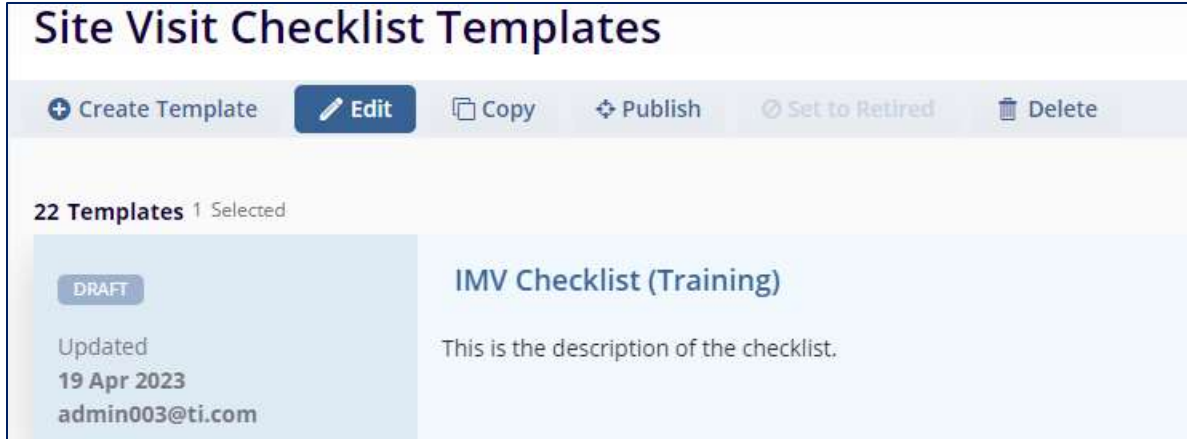 Site Visit Checklist Templates
Create Template Edit Copy Publish Set to Retired Delete
22 Templates 1 Selected
DRAFT
IMV Checklist (Training)
Updated
This is the description of the checklist.
19 Apr 2023
admin003@ti.com